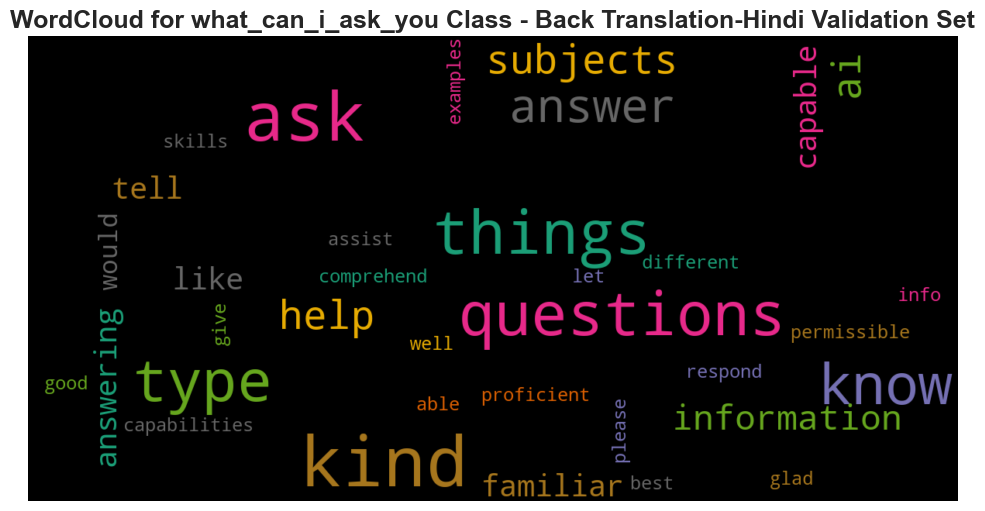 WordCloud for what_can_i_ask_you Class - Back Translation-Hindi Validation Set
examples
subjects
capable
ai
ask
answer
skills
tell
would
things
assist
different
like
comprehend
let
info
give
help
questions
answering
well
permissible
good
type
respond
know
able
proficient
please
information
capabilities
kind
familiar
best
glad